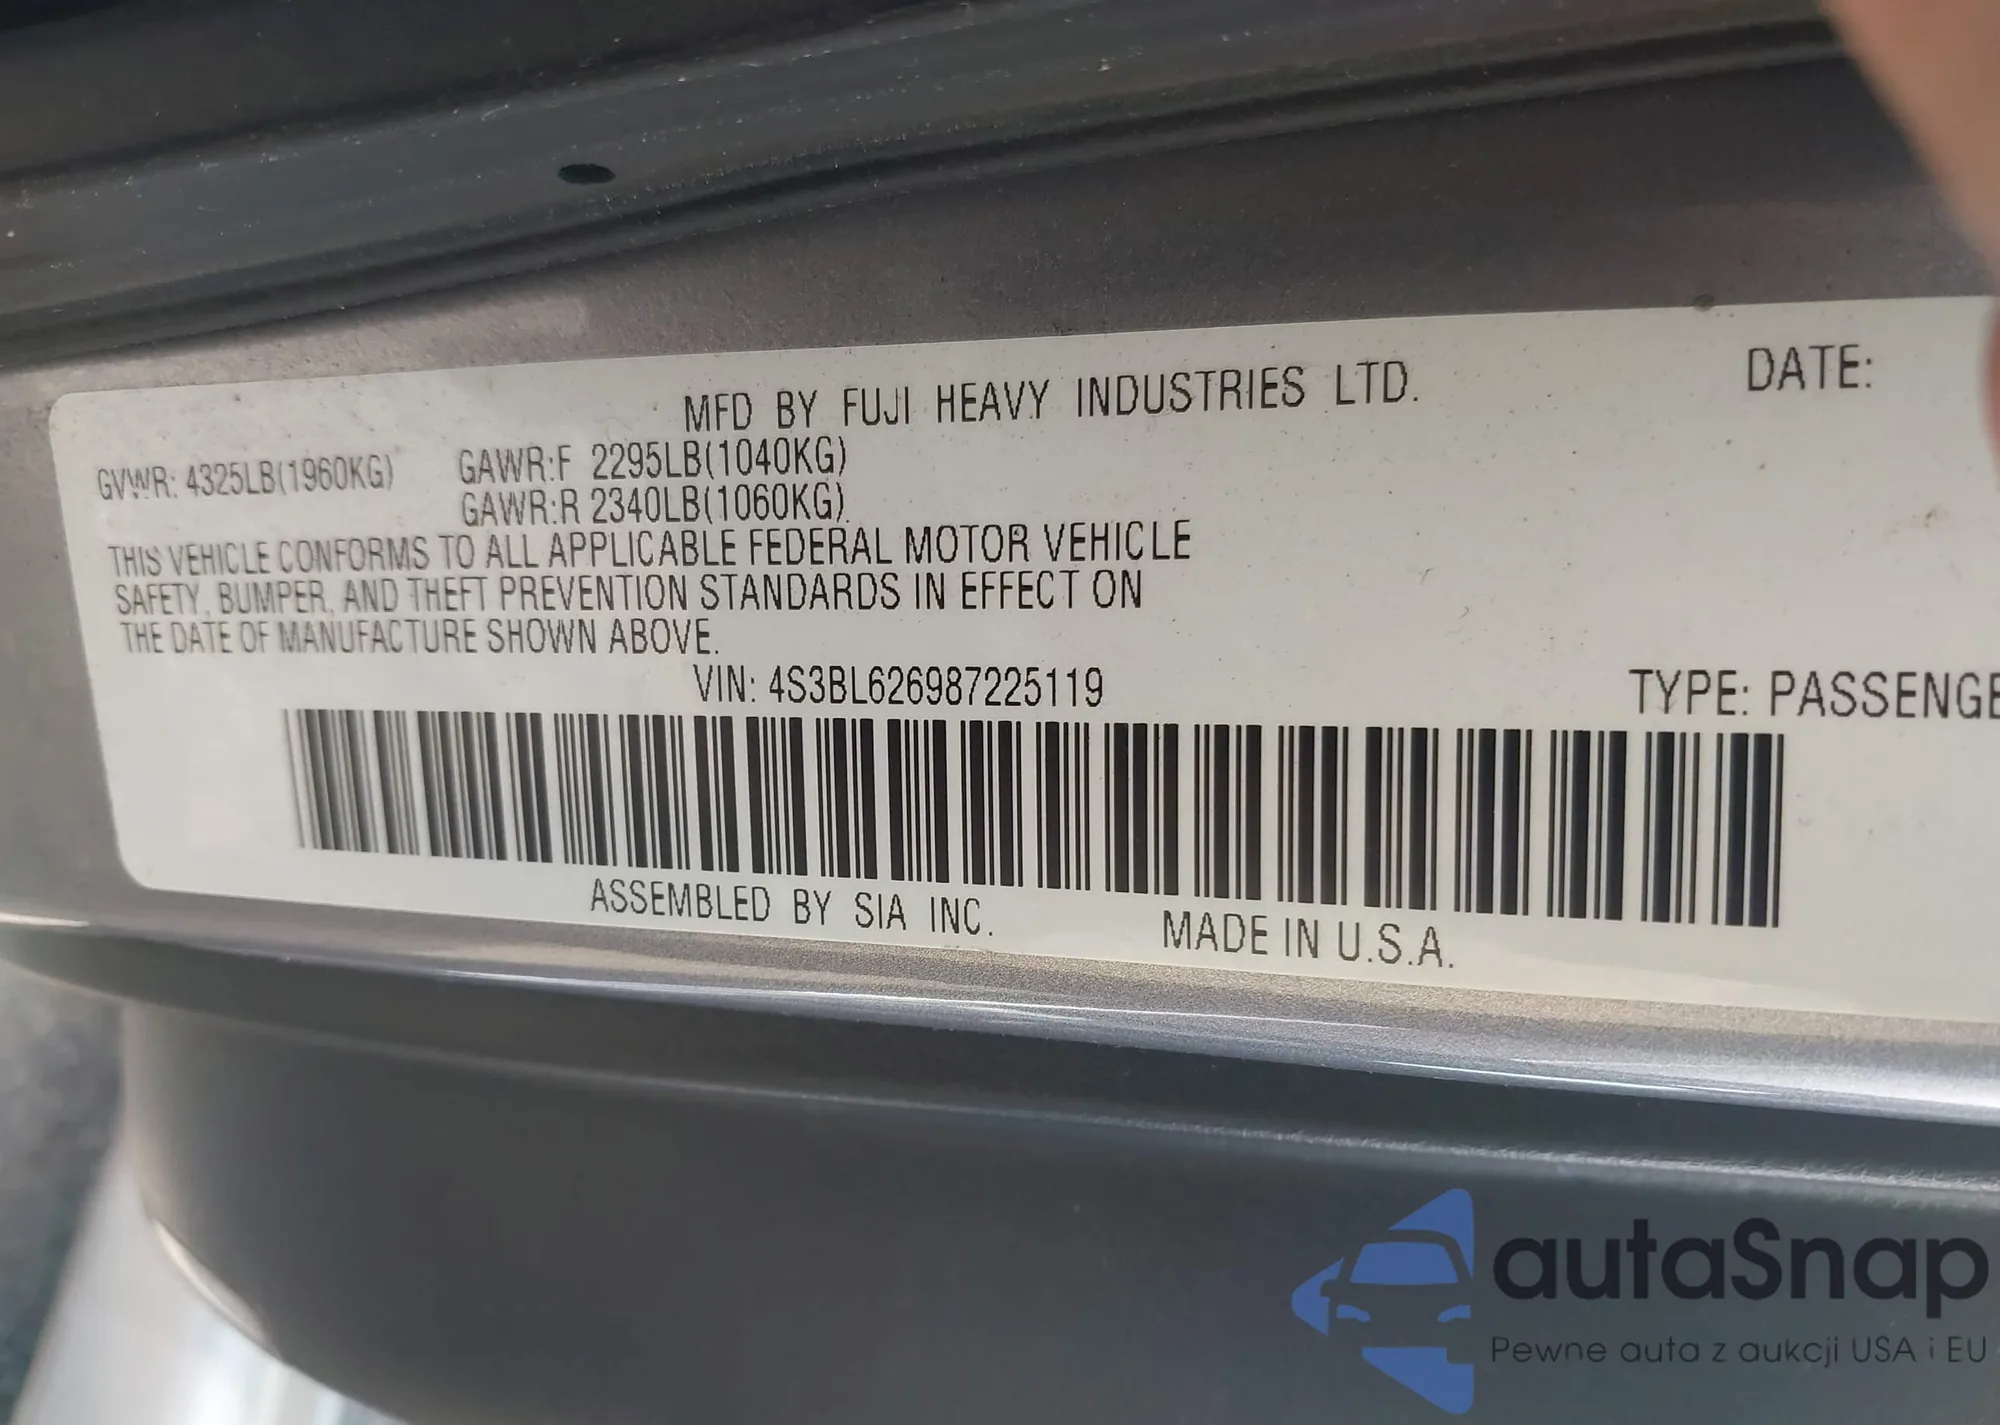 MFD BY FUJI HEAVY INDUSTRIES LTD.
DATE:
GVWR: 4325LB(1960KG) GAWR:F 2295LB(1040KG)
GAWR:R 2340LB(1060KG)
THIS VEHICLE CONFORMS TO ALL APPLICABLE FEDERAL MOTOR VEHICLE
SAFETY, BUMPER, AND THEFT PREVENTION STANDARDS IN EFFECT ON
THE DATE OF MANUFACTURE SHOWN ABOVE.
VIN: 4S3BL626987225119
TYPE: PASSENGE
ASSEMBLED BY SIA INC.
MADE IN U.S.A.
autaSnap
Pewne auta z aukcji USA i EU